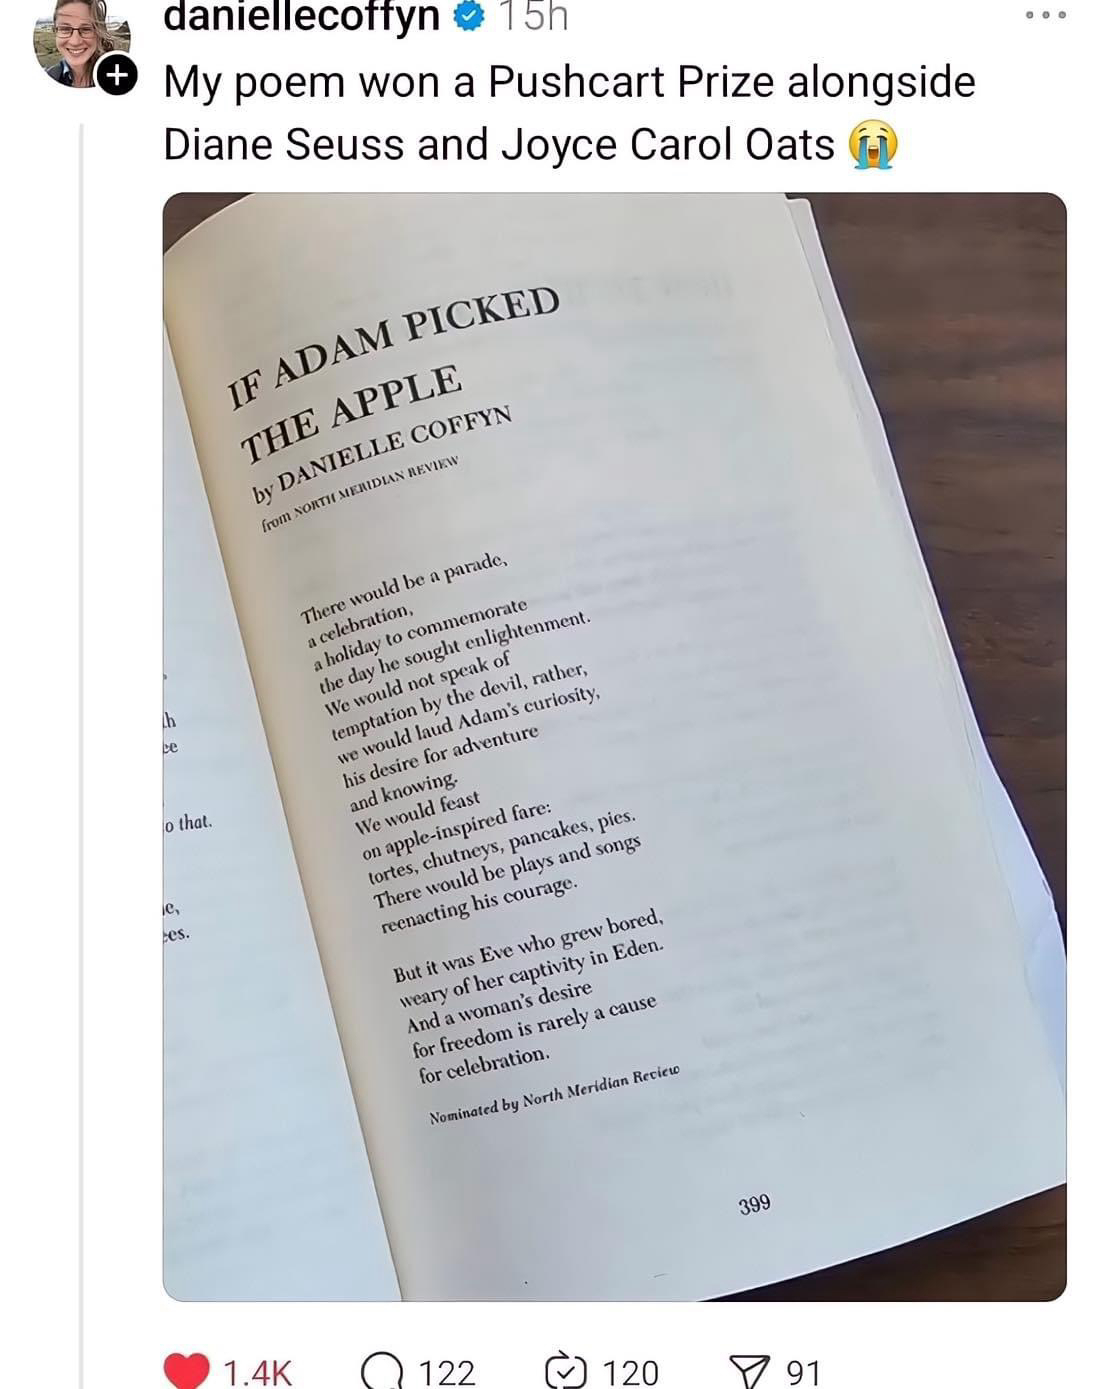 daniellecoffyn 15h
My poem won a Pushcart Prize alongside
Diane Seuss and Joyce Carol Oats 😭
IF ADAM PICKED
THE APPLE
by DANIELLE COFFYN
from NORTH MERIDIAN REVIEW
There would be a parade,
a celebration,
a holiday to commemorate
the day he sought enlightenment.
We would not speak of
temptation by the devil, rather,
we would laud Adam's curiosity,
his desire for adventure
and knowing.
We would feast
on apple-inspired fare:
tortes, chutneys, pancakes, pies.
There would be plays and songs
reenacting his courage.
But it was Eve who grew bored,
weary of her captivity in Eden.
And a woman's desire
for freedom is rarely a cause
for celebration.
Nominated by North Meridian Review
399
o that.
1.4K 122 120 91